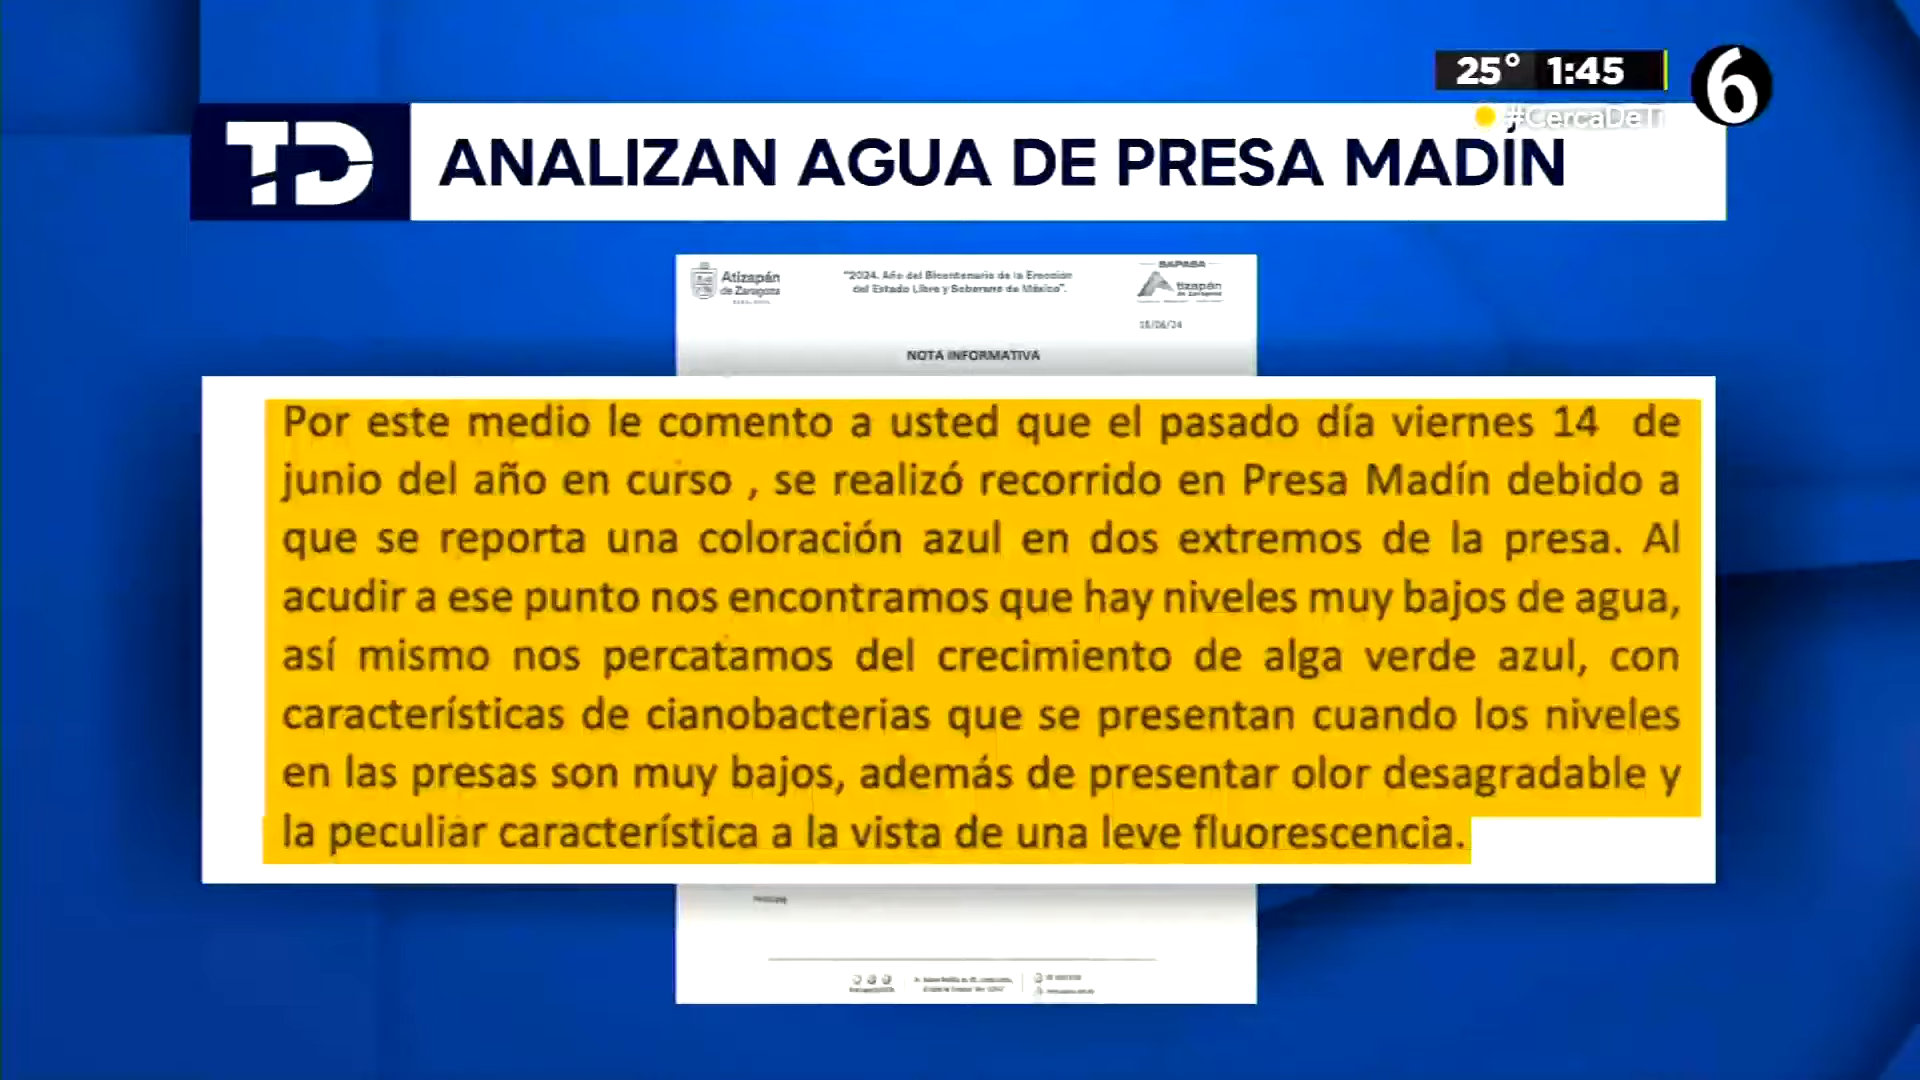 25° 1:45
6
#CercaDeTi
TD
ANALIZAN AGUA DE PRESA MADÍN
Atizapán
de Zaragoza
"2024. Año del Bicentenario de la Erección
del Estado Libre y Soberano de México".
SAPASA
Atizapán
de Zaragoza
NOTA INFORMATIVA
Por este medio le comento a usted que el pasado día viernes 14 de
junio del año en curso , se realizó recorrido en Presa Madín debido a
que se reporta una coloración azul en dos extremos de la presa. Al
acudir a ese punto nos encontramos que hay niveles muy bajos de agua,
así mismo nos percatamos del crecimiento de alga verde azul, con
características de cianobacterias que se presentan cuando los niveles
en las presas son muy bajos, además de presentar olor desagradable y
la peculiar característica a la vista de una leve fluorescencia.